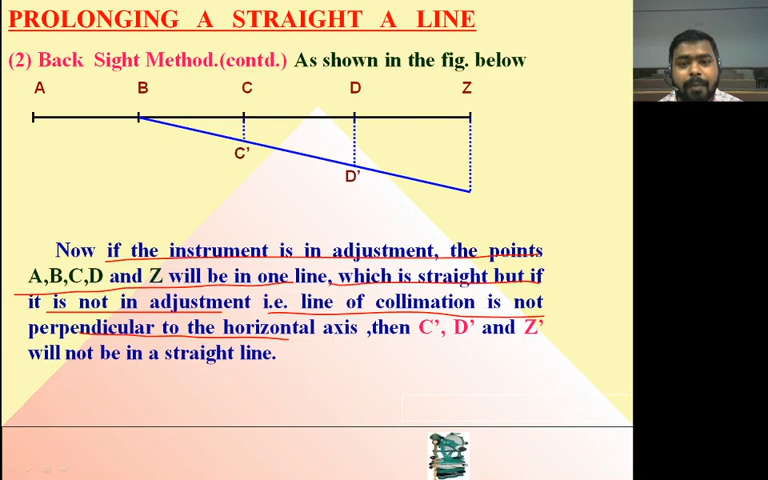 PROLONGING A STRAIGHT A LINE
(2) Back Sight Method.(contd.) As shown in the fig. below
A B C D Z
C’
D’
Now if the instrument is in adjustment, the points
A,B,C,D and Z will be in one line, which is straight but if
it is not in adjustment i.e. line of collimation is not
perpendicular to the horizontal axis ,then C’, D’ and Z’
will not be in a straight line.